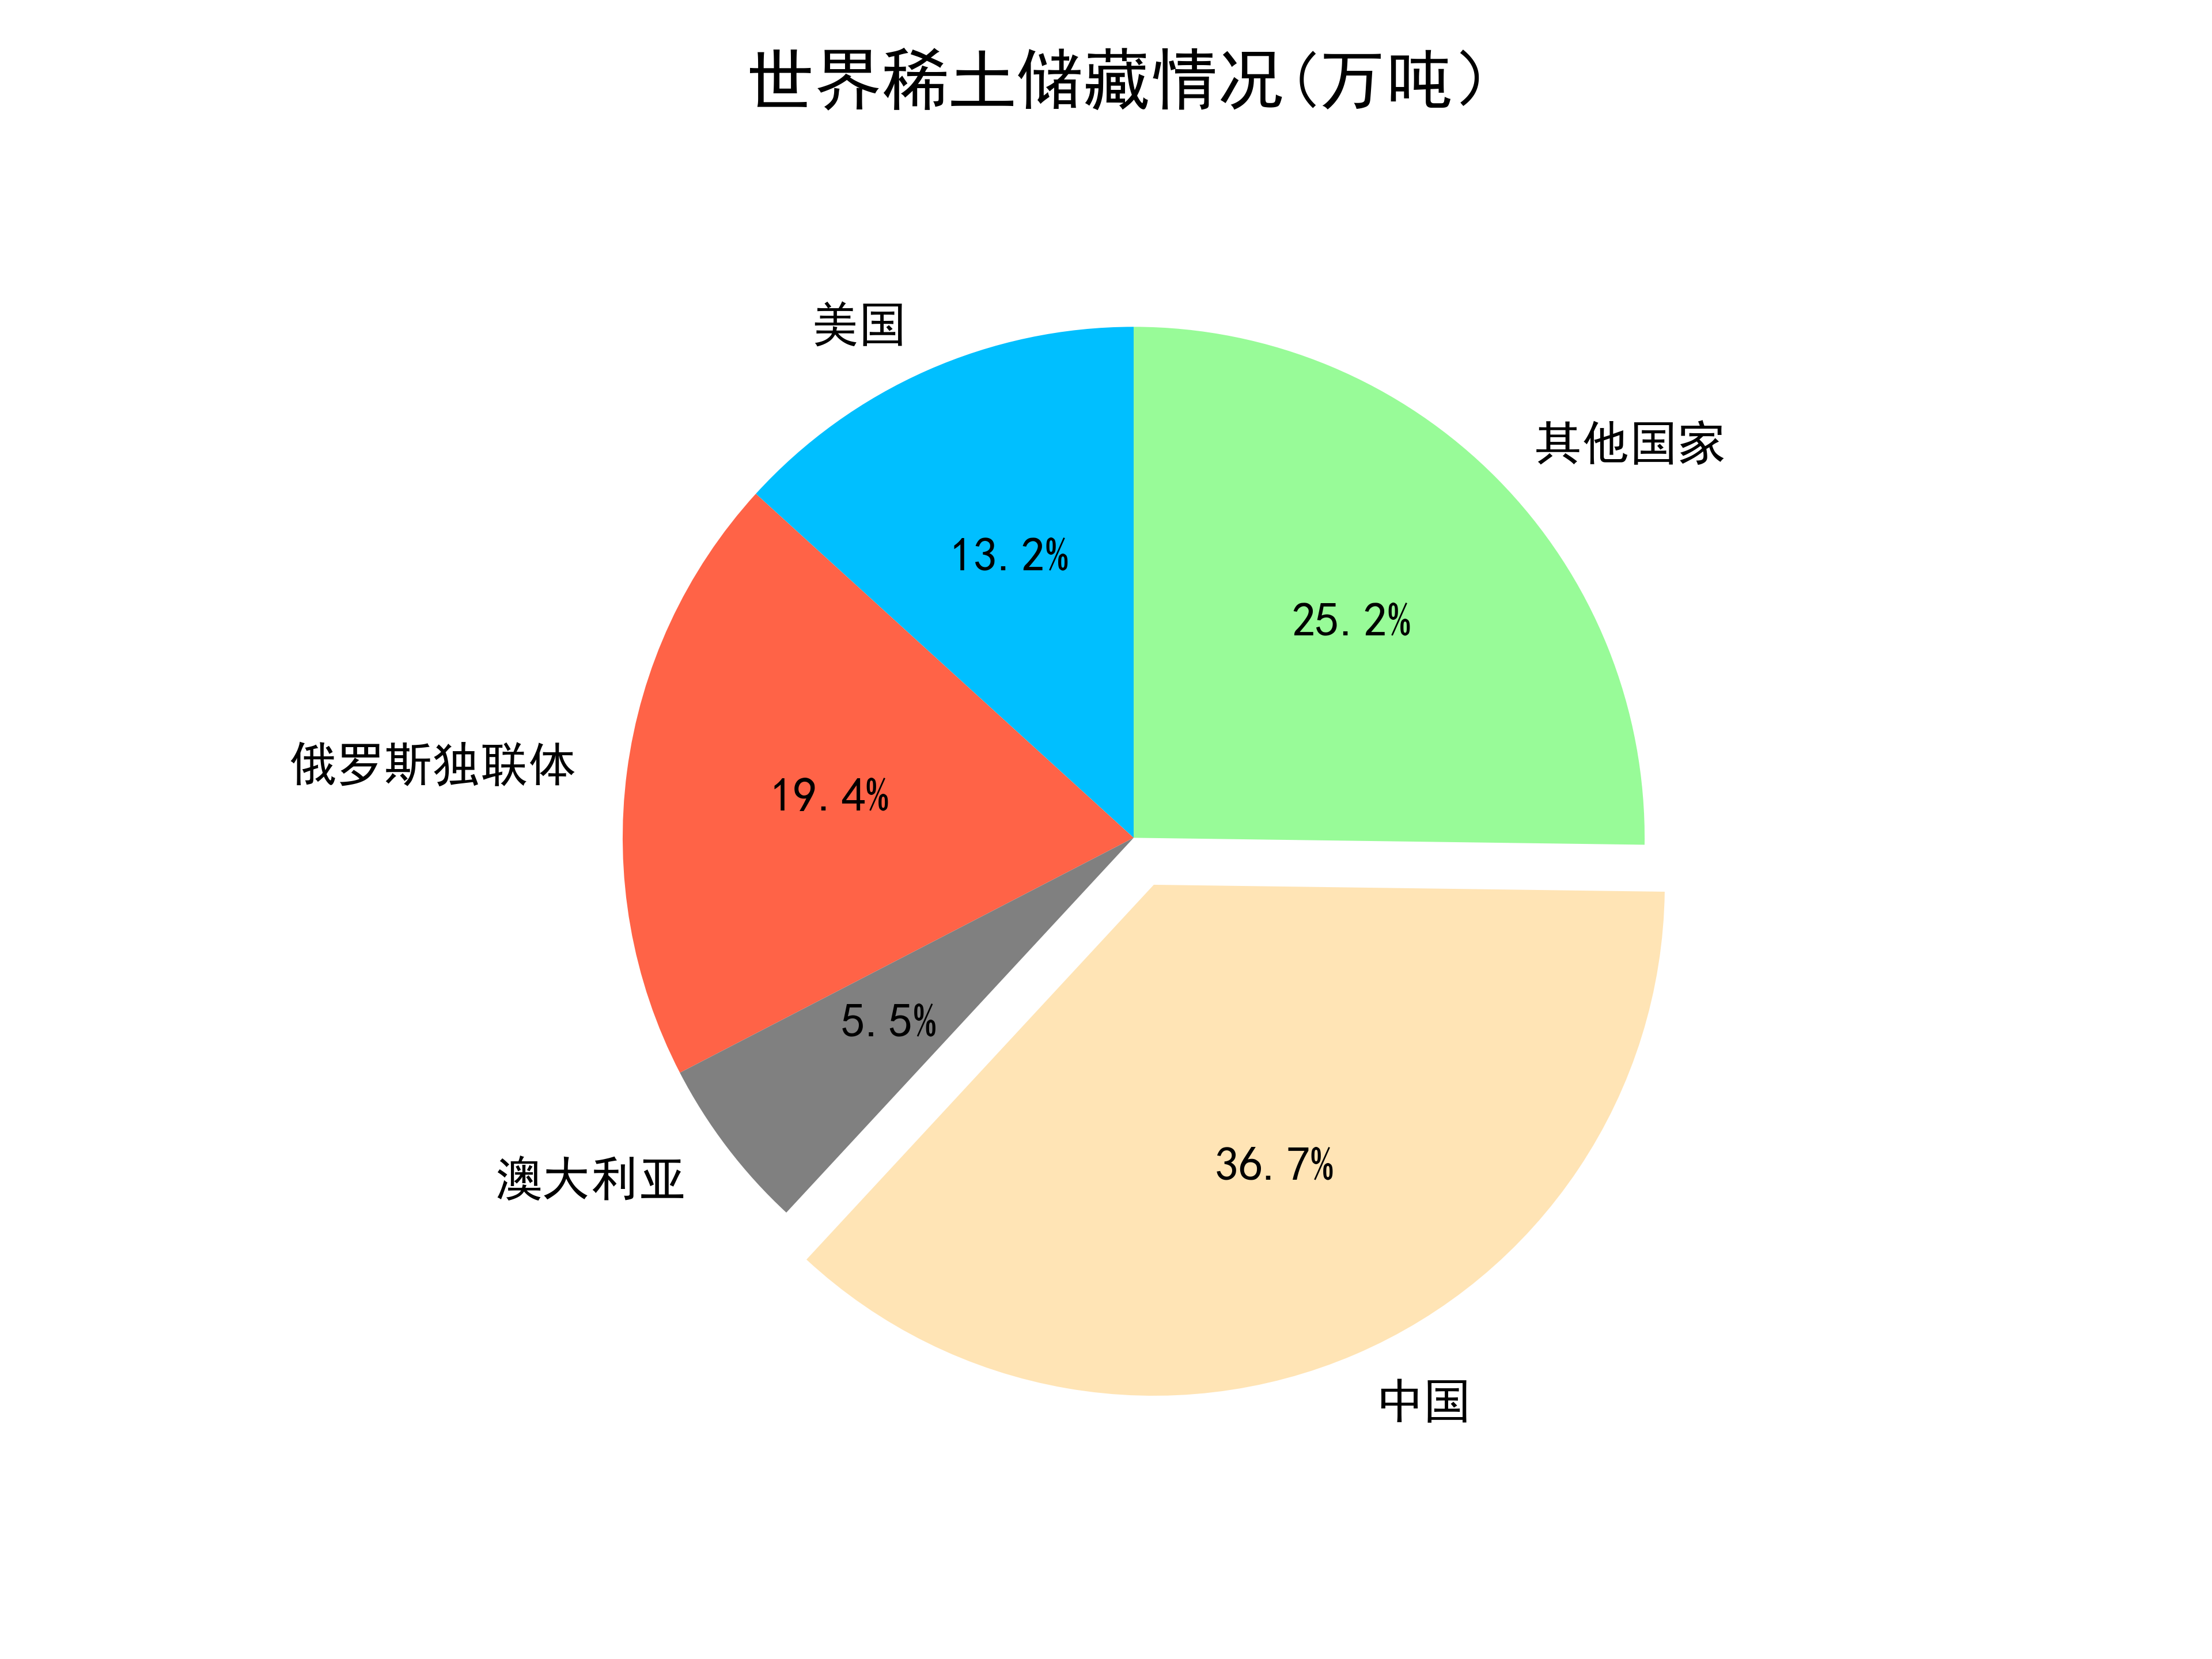 世界稀土储藏情况(万吨)
美国
其他国家
13.2%
25.2%
俄罗斯独联体
19.4%
5.5%
澳大利亚
36.7%
中国